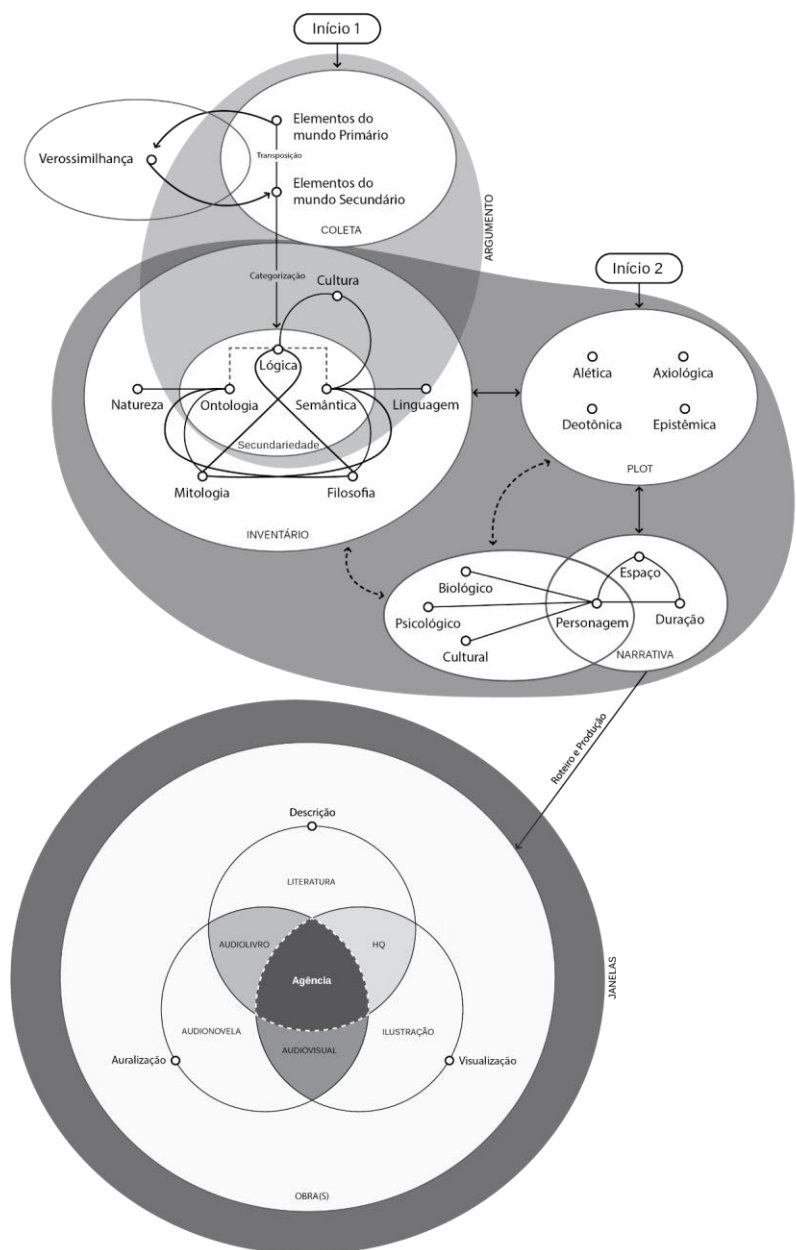 Início 1
Elementos do
mundo Primário
Verossimilhança
Transposição
Elementos do
mundo Secundário
COLETA
ARGUMENTO
Início 2
Categorização
Cultura
Lógica
Natureza
Ontologia
Semântica
Linguagem
Secundariedade
Mitologia
Filosofia
INVENTÁRIO
Alética
Axiológica
Deotônica
Epistêmica
PLOT
Biológico
Psicológico
Cultural
Espaço
Personagem
Duração
NARRATIVA
Roteiro e Produção
Descrição
LITERATURA
AUDIOLIVRO
HQ
Agência
AUDIONOVELA
ILUSTRAÇÃO
AUDIOVISUAL
Auralização
Visualização
JANELAS
OBRA(S)